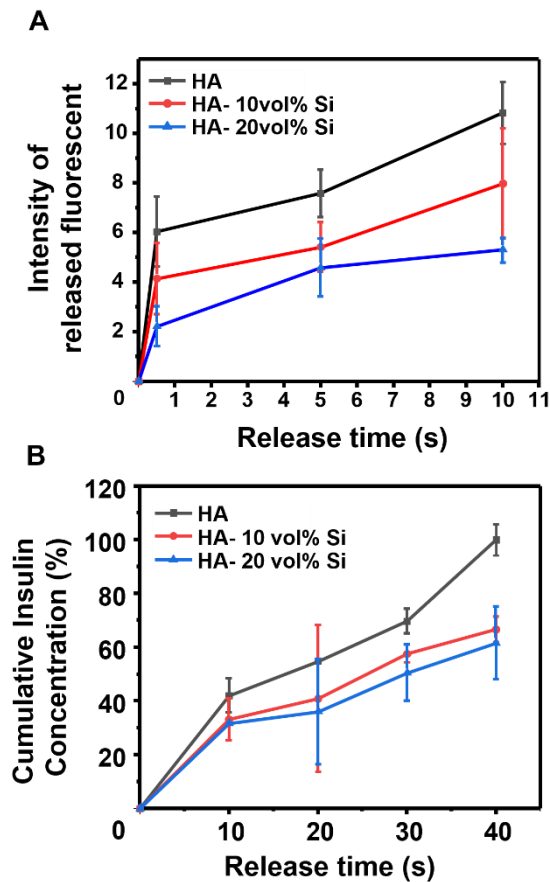 A
Intensity of
released fluorescent
12
10
8
6
4
2
0
HA
HA- 10vol% Si
HA- 20vol% Si
1 2 3 4 5 6 7 8 9 10 11
Release time (s)
B
Cumulative Insulin
Concentration (%)
120
100
80
60
40
20
0
HA
HA- 10 vol% Si
HA- 20 vol% Si
10 20 30 40
Release time (s)